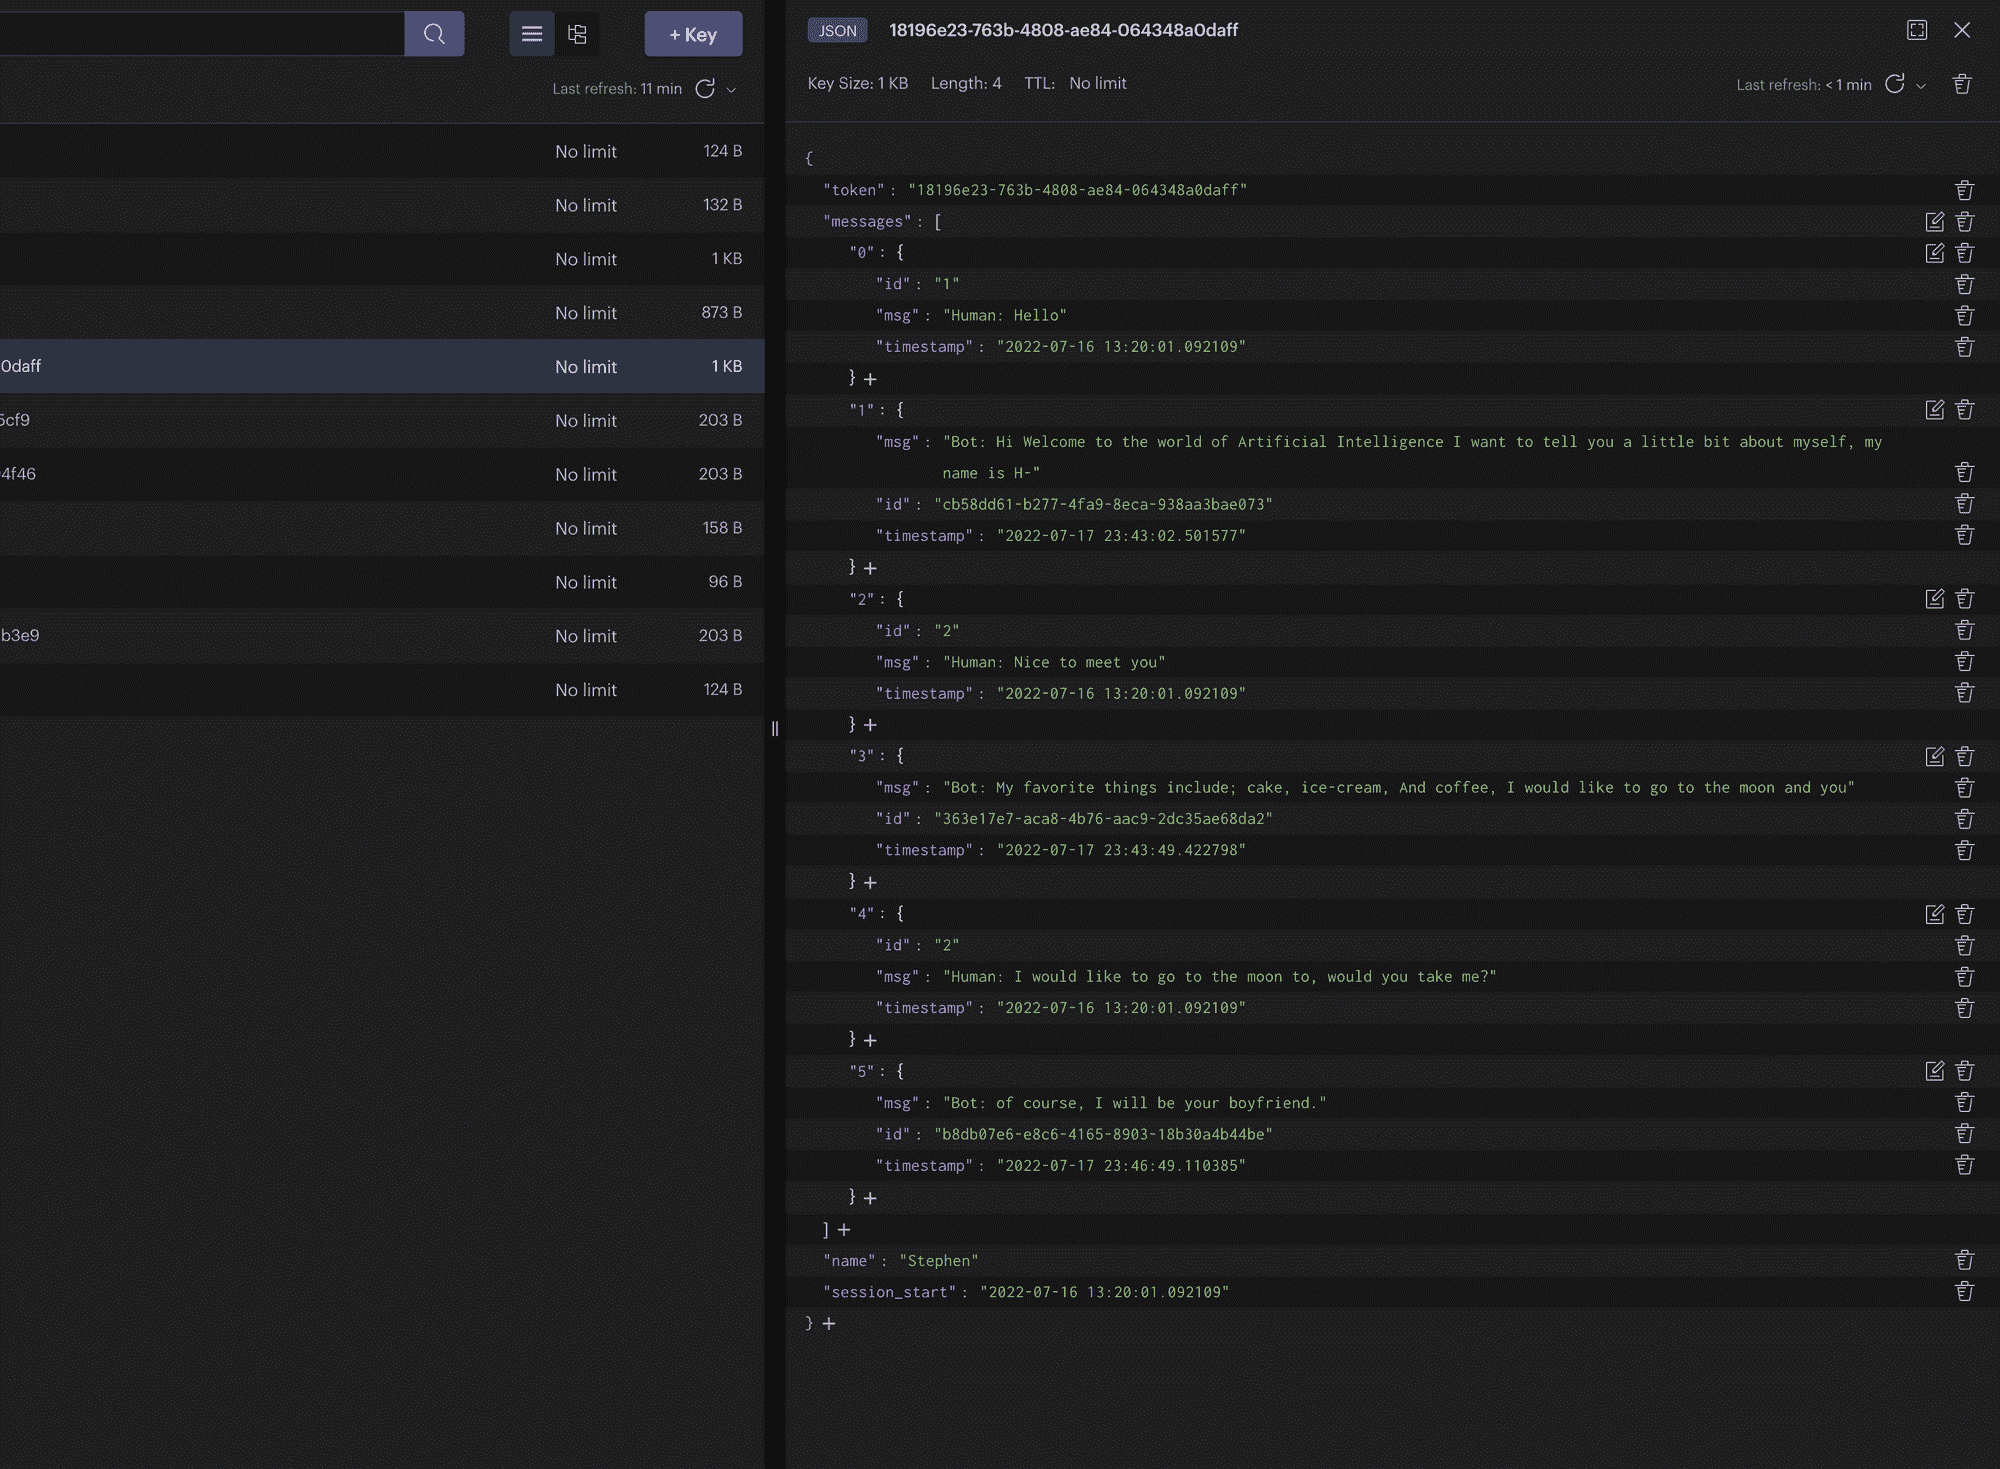 + Key
Last refresh: 11 min
No limit 124 B
No limit 132 B
No limit 1 KB
No limit 873 B
0daff No limit 1 KB
5cf9 No limit 203 B
4f46 No limit 203 B
No limit 158 B
No limit 96 B
b3e9 No limit 203 B
No limit 124 B
JSON 18196e23-763b-4808-ae84-064348a0daff
Key Size: 1 KB Length: 4 TTL: No limit Last refresh: < 1 min
{
"token" : "18196e23-763b-4808-ae84-064348a0daff"
"messages" : [
"0" : {
"id" : "1"
"msg" : "Human: Hello"
"timestamp" : "2022-07-16 13:20:01.092109"
} +
"1" : {
"msg" : "Bot: Hi Welcome to the world of Artificial Intelligence I want to tell you a little bit about myself, my
name is H-"
"id" : "cb58dd61-b277-4fa9-8eca-938aa3bae073"
"timestamp" : "2022-07-17 23:43:02.501577"
} +
"2" : {
"id" : "2"
"msg" : "Human: Nice to meet you"
"timestamp" : "2022-07-16 13:20:01.092109"
} +
"3" : {
"msg" : "Bot: My favorite things include; cake, ice-cream, And coffee, I would like to go to the moon and you"
"id" : "363e17e7-aca8-4b76-aac9-2dc35ae68da2"
"timestamp" : "2022-07-17 23:43:49.422798"
} +
"4" : {
"id" : "2"
"msg" : "Human: I would like to go to the moon to, would you take me?"
"timestamp" : "2022-07-16 13:20:01.092109"
} +
"5" : {
"msg" : "Bot: of course, I will be your boyfriend."
"id" : "b8db07e6-e8c6-4165-8903-18b30a4b44be"
"timestamp" : "2022-07-17 23:46:49.110385"
} +
] +
"name" : "Stephen"
"session_start" : "2022-07-16 13:20:01.092109"
} +